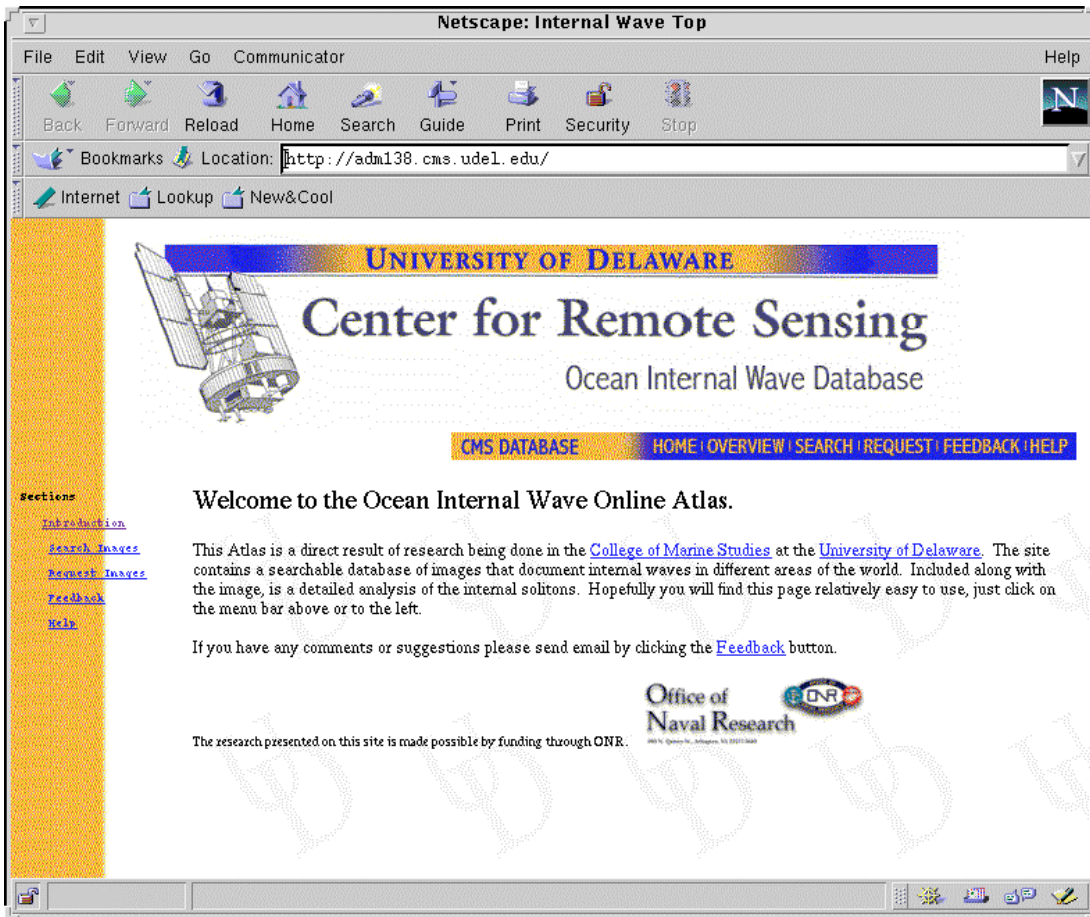 Netscape: Internal Wave Top
File Edit View Go Communicator Help
Back Forward Reload Home Search Guide Print Security Stop
N
Bookmarks Location: http://adm138.cms.udel.edu/
Internet Lookup New&Cool
UNIVERSITY OF DELAWARE
Center for Remote Sensing
Ocean Internal Wave Database
CMS DATABASE HOME | OVERVIEW | SEARCH | REQUEST | FEEDBACK | HELP
Sections
Introduction
Search Images
Request Images
Feedback
Help
Welcome to the Ocean Internal Wave Online Atlas.
This Atlas is a direct result of research being done in the College of Marine Studies at the University of Delaware. The site
contains a searchable database of images that document internal waves in different areas of the world. Included along with
the image, is a detailed analysis of the internal solitons. Hopefully you will find this page relatively easy to use, just click on
the menu bar above or to the left.
If you have any comments or suggestions please send email by clicking the Feedback button.
Office of
Naval Research
ONR
The research presented on this site is made possible by funding through ONR.